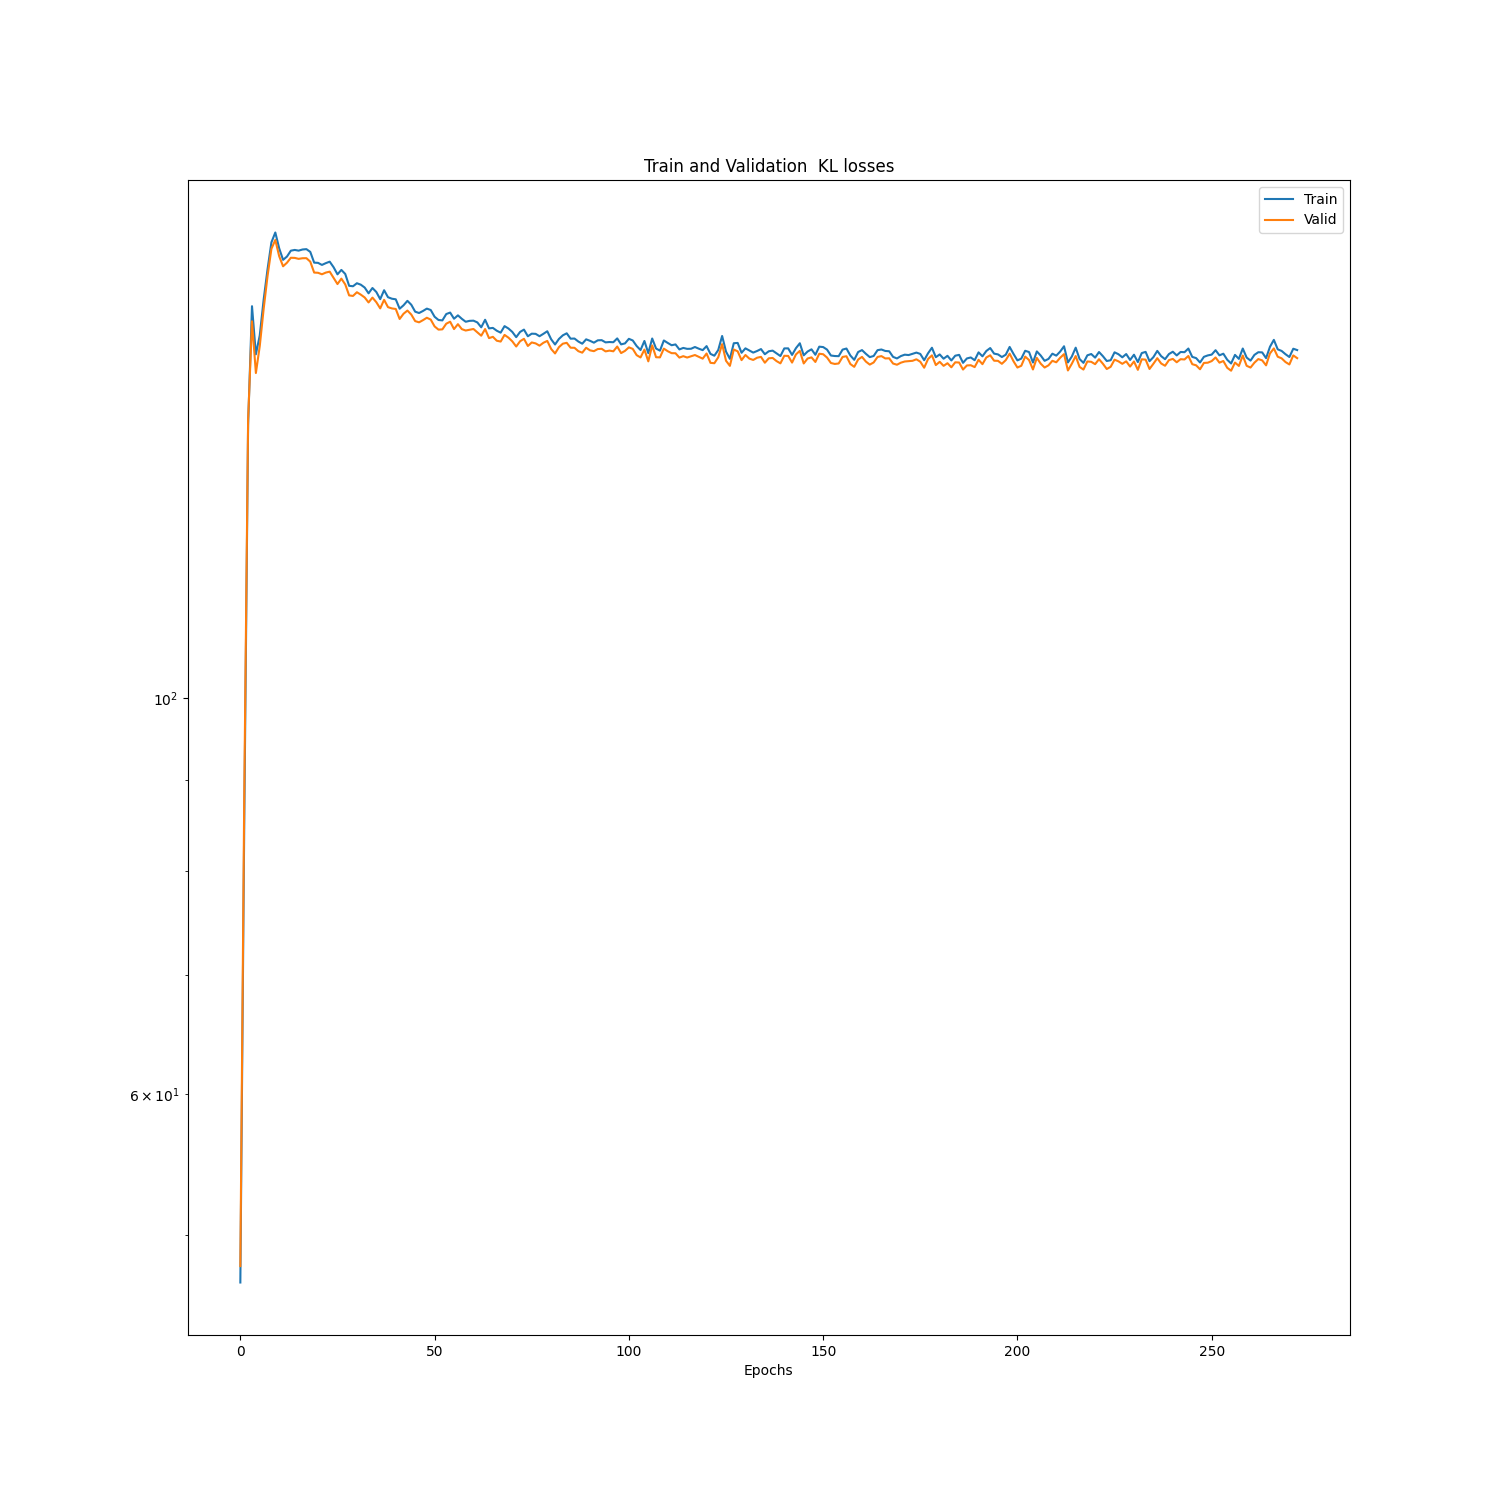 Train and Validation  KL losses
Train
Valid
10²
6 × 10¹
0 50 100 150 200 250
Epochs